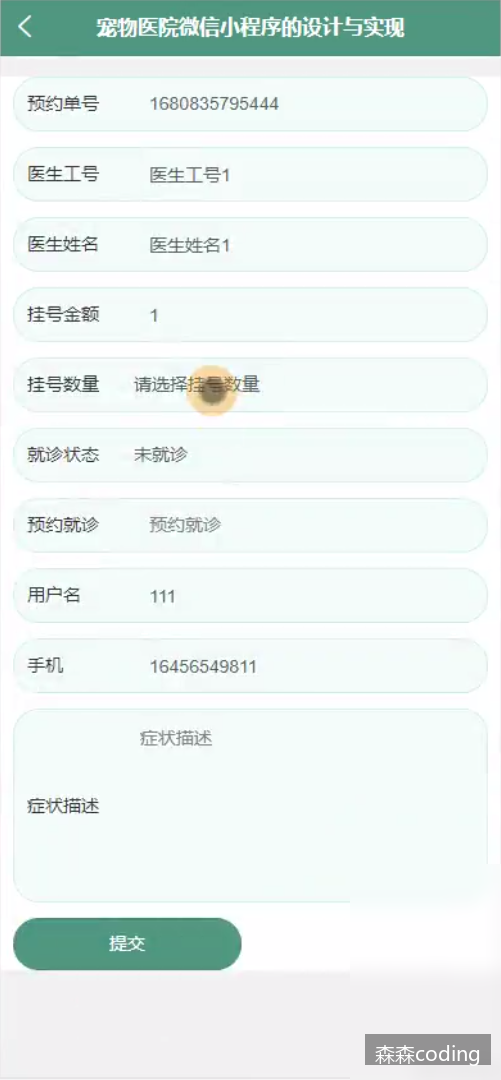 宠物医院微信小程序的设计与实现
预约单号 1680835795444
医生工号 医生工号1
医生姓名 医生姓名1
挂号金额 1
挂号数量 请选择挂号数量
就诊状态 未就诊
预约就诊 预约就诊
用户名 111
手机 16456549811
症状描述
症状描述
提交
森森coding